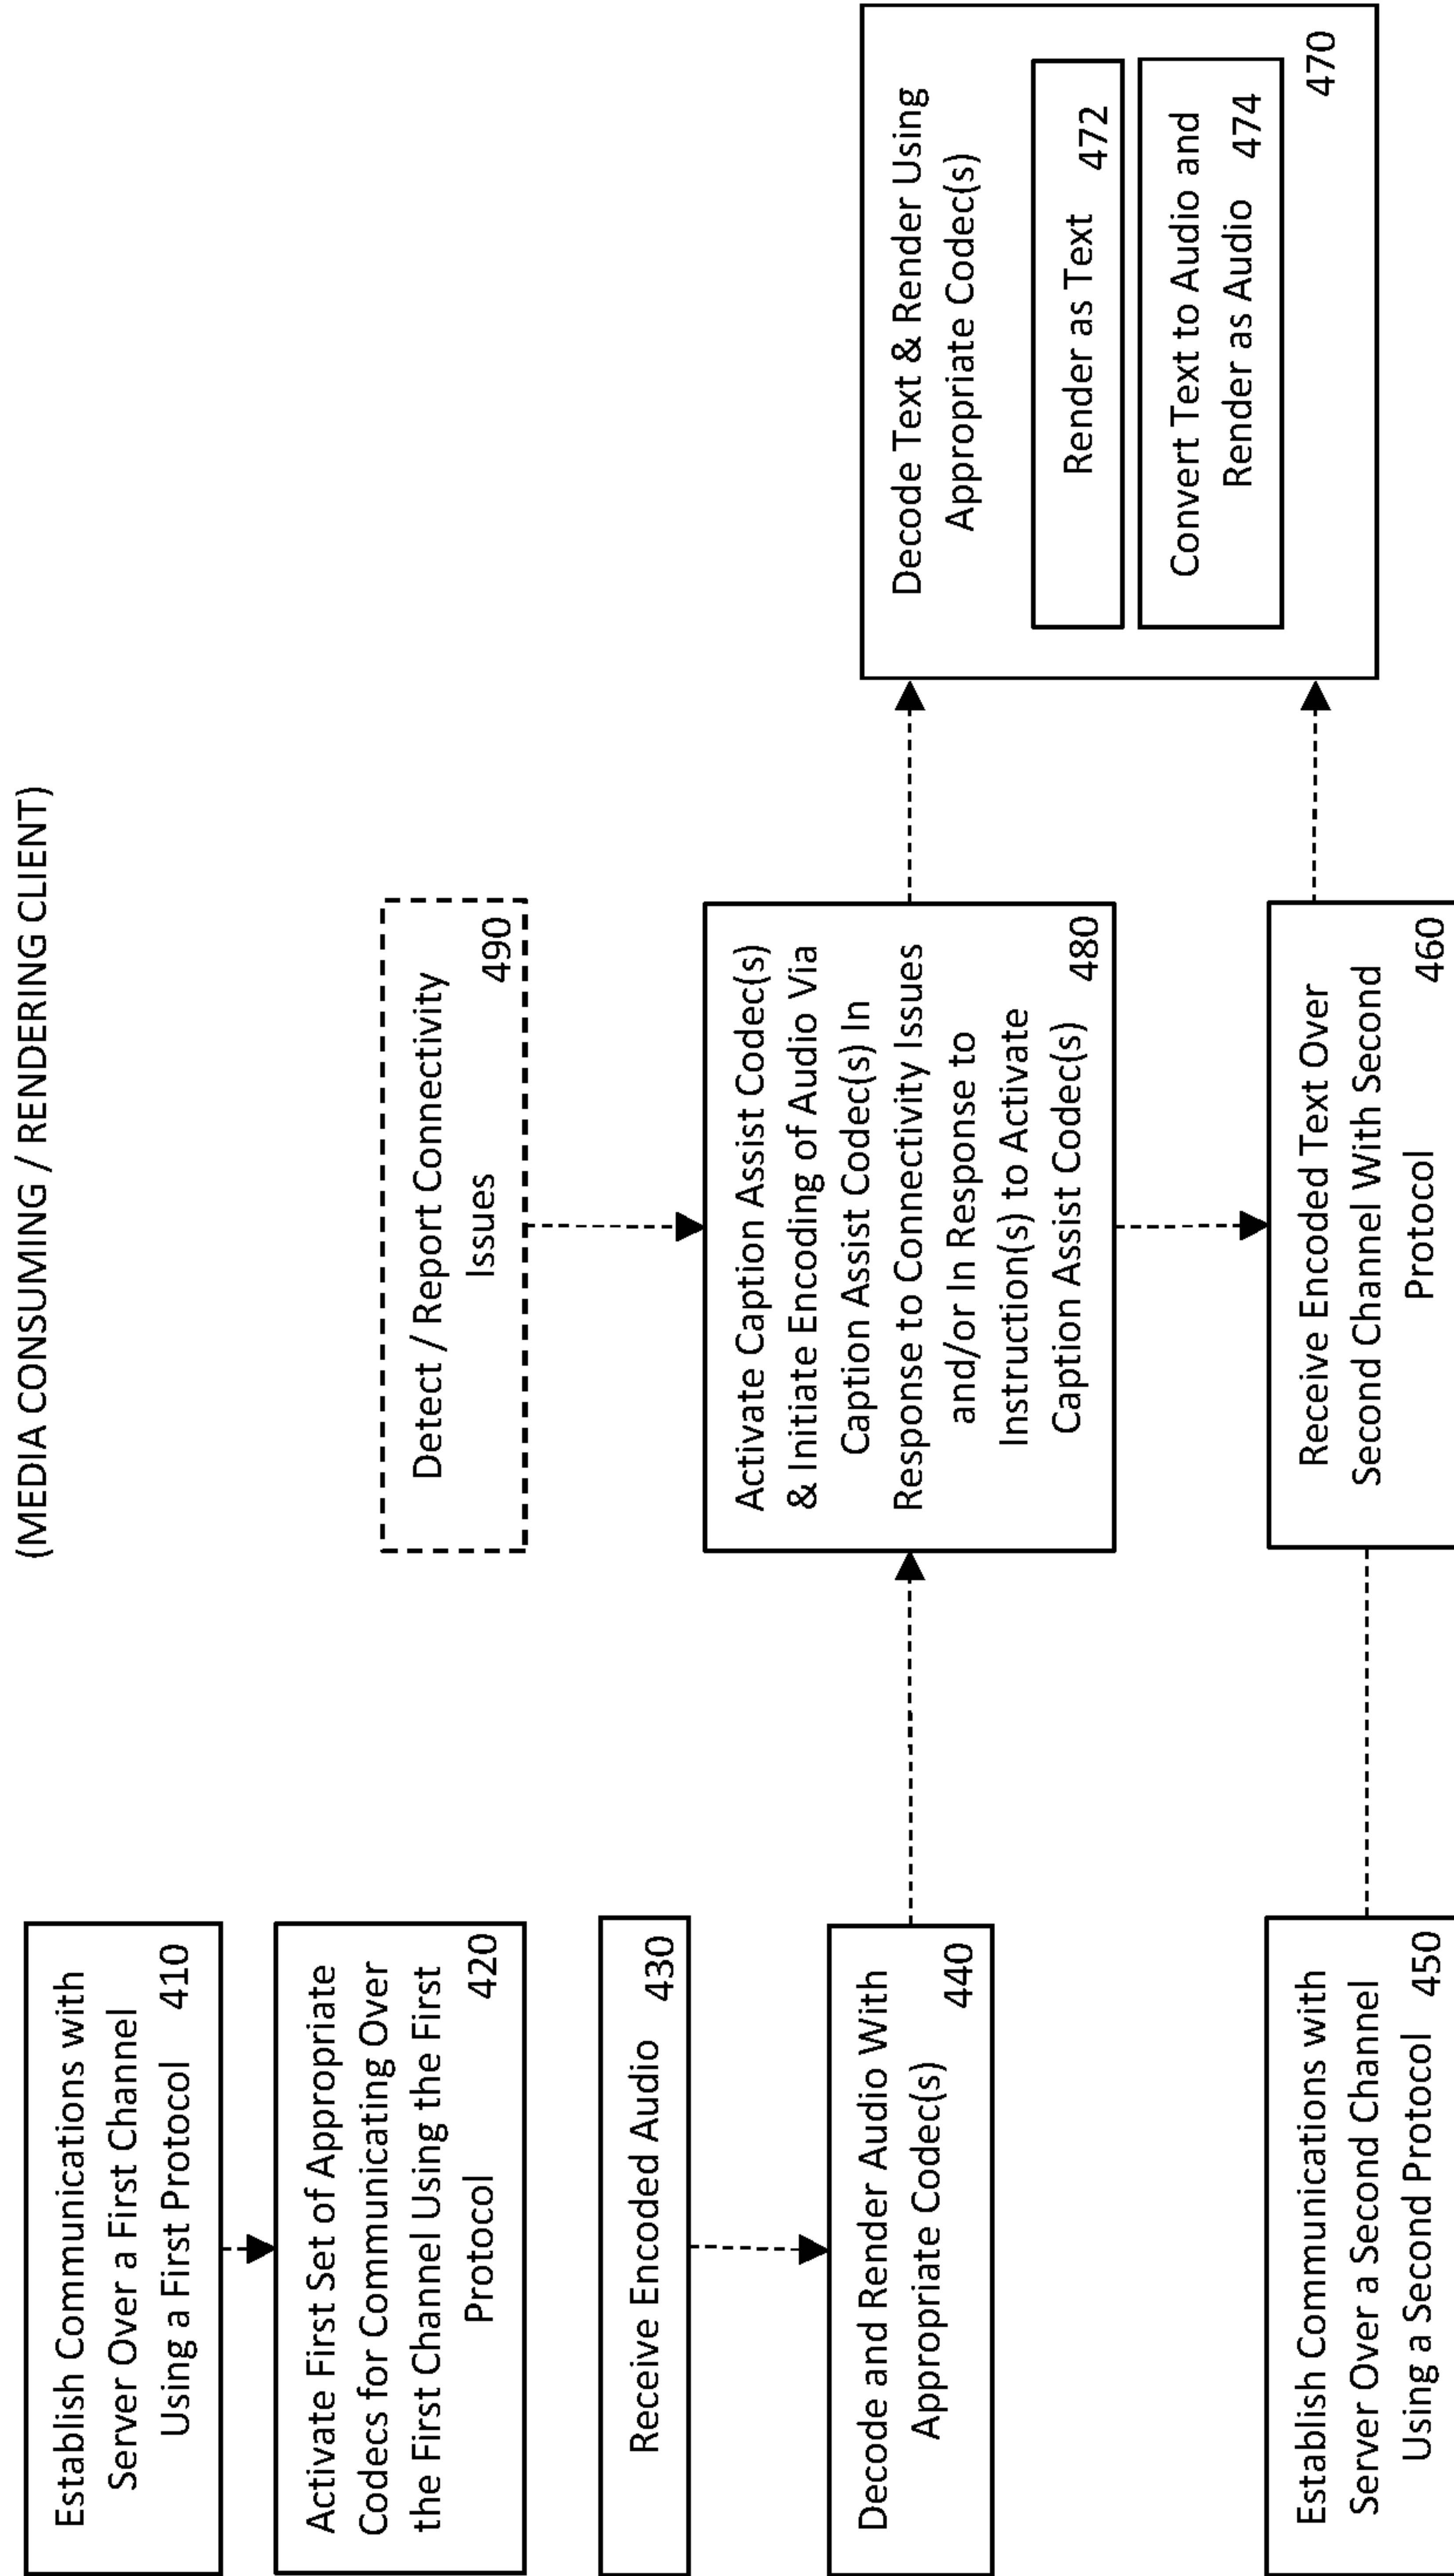 (MEDIA CONSUMING / RENDERING CLIENT)
Establish Communications with
Server Over a First Channel
Using a First Protocol 410
Activate First Set of Appropriate
Codecs for Communicating Over
the First Channel Using the First
Protocol
420
Receive Encoded Audio 430
Decode and Render Audio With
Appropriate Codec(s)
440
Establish Communications with
Server Over a Second Channel
Using a Second Protocol 450
Detect / Report Connectivity
Issues
490
Activate Caption Assist Codec(s)
& Initiate Encoding of Audio Via
Caption Assist Codec(s) In
Response to Connectivity Issues
and/or In Response to
Instruction(s) to Activate
Caption Assist Codec(s)
480
Receive Encoded Text Over
Second Channel With Second
Protocol
460
Decode Text & Render Using
Appropriate Codec(s)
Render as Text 472
Convert Text to Audio and
Render as Audio 474
470